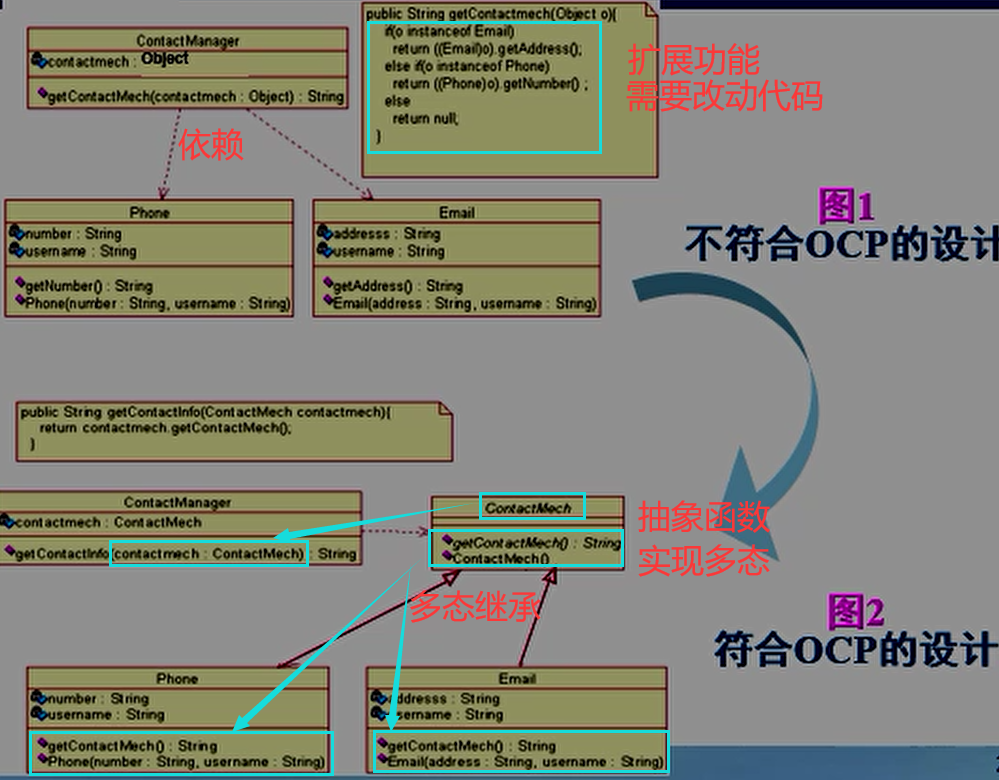 ContactManager
contactmech : Object
getContactMech(contactmech : Object) : String
public String getContactmech(Object o){
if(o instanceof Email)
return ((Email)o).getAddress();
else if(o instanceof Phone)
return ((Phone)o).getNumber() ;
else
return null;
}
扩展功能
需要改动代码
依赖
Phone
number : String
username : String
getNumber() : String
Phone(number : String, username : String)
Email
addresss : String
username : String
getAddress() : String
Email(address : String, username : String)
图1
不符合OCP的设计
public String getContactInfo(ContactMech contactmech){
return contactmech.getContactMech();
}
ContactManager
contactmech : ContactMech
getContactInfo(contactmech : ContactMech) : String
ContactMech
getContactMech() : String
ContactMech()
抽象函数
实现多态
多态继承
图2
符合OCP的设计
Phone
number : String
username : String
getContactMech() : String
Phone(number : String, username : String)
Email
addresss : String
username : String
getContactMech() : String
Email(address : String, username : String)